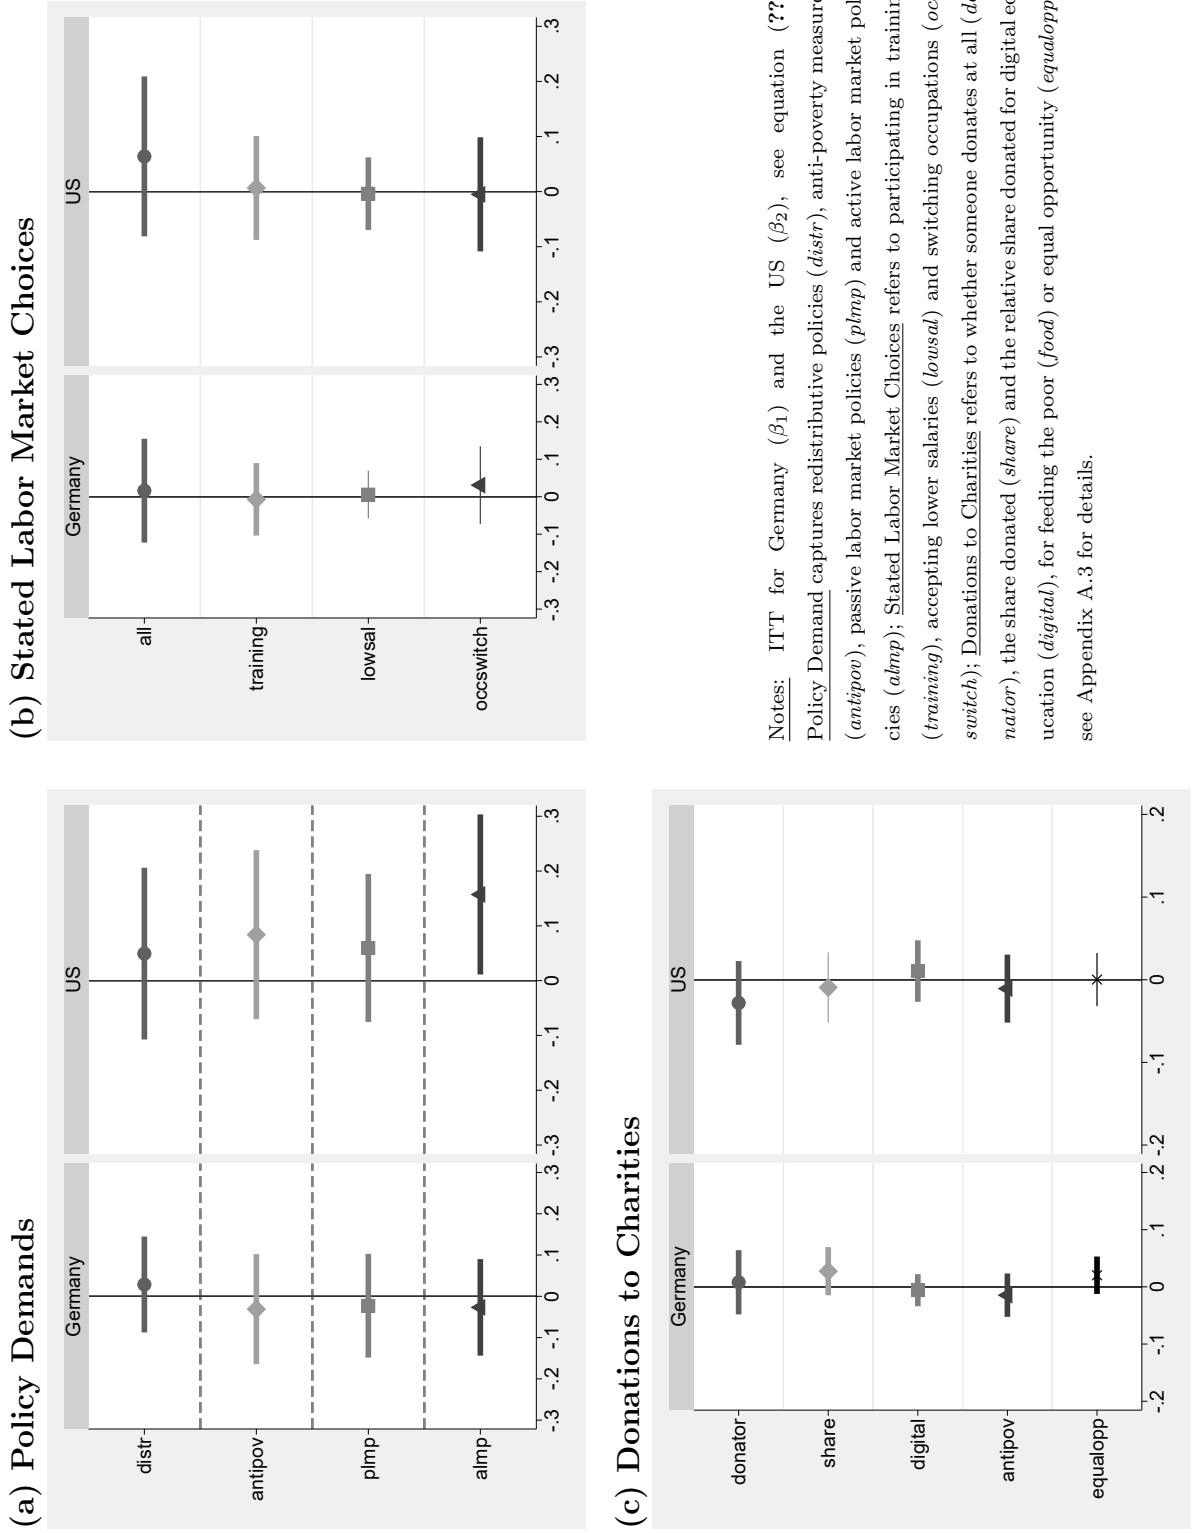 (a) Policy Demands
Germany
US
distr
antipov
plmp
almp
-.3 -.2 -.1 0 .1 .2 .3
-.3 -.2 -.1 0 .1 .2 .3
(b) Stated Labor Market Choices
Germany
US
all
training
lowsal
occswitch
-.3 -.2 -.1 0 .1 .2 .3
-.3 -.2 -.1 0 .1 .2 .3
(c) Donations to Charities
Germany
US
donator
share
digital
antipov
equalopp
-.2 -.1 0 .1 .2
-.2 -.1 0 .1 .2
Notes: ITT for Germany (β1) and the US (β2), see equation (??
Policy Demand captures redistributive policies (distr), anti-poverty measure
(antipov), passive labor market policies (plmp) and active labor market pol
cies (almp); Stated Labor Market Choices refers to participating in trainin
(training), accepting lower salaries (lowsal) and switching occupations (occ
switch); Donations to Charities refers to whether someone donates at all (do
nator), the share donated (share) and the relative share donated for digital ed
ucation (digital), for feeding the poor (food) or equal opportunity (equalopp
see Appendix A.3 for details.